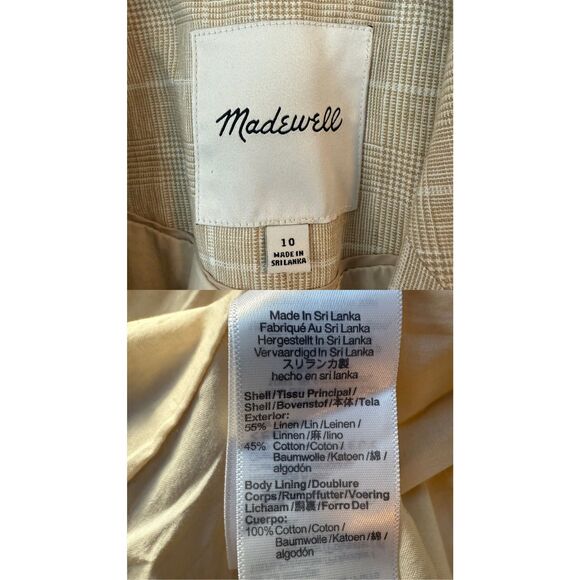 Madewell
10
MADE IN
SRI LANKA
Made In Sri Lanka
Fabriqué Au Sri Lanka
Hergestellt In Sri Lanka
Vervaardigd In Sri Lanka
スリランカ製
hecho en sri lanka
Shell/Tissu Principal/
Shell/Bovenstof/本体/Tela
Exterior:
55% Linen/Lin/Leinen/
Linnen/麻/lino
45% Cotton/Coton/
Baumwolle/Katoen/綿/
algodón
Body Lining/Doublure
Corps/Rumpffutter/Voering
Lichaam/胴裏/Forro Del
Cuerpo:
100% Cotton/Coton/
Baumwolle/Katoen/綿/
algodón